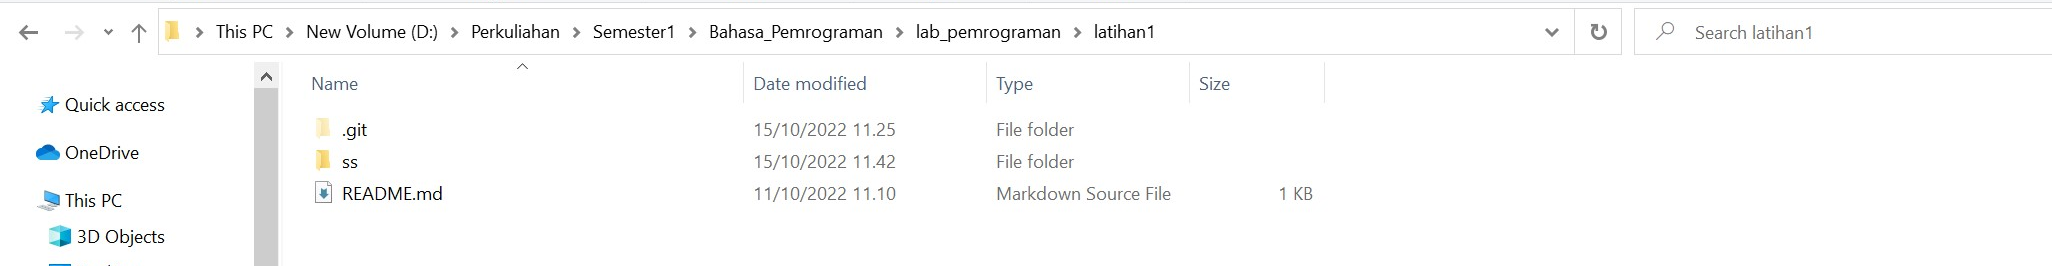 This PC > New Volume (D:) > Perkuliahan > Semester1 > Bahasa_Pemrograman > lab_pemrograman > latihan1
Search latihan1
Quick access
OneDrive
This PC
3D Objects
Name Date modified Type Size
.git 15/10/2022 11.25 File folder
ss 15/10/2022 11.42 File folder
README.md 11/10/2022 11.10 Markdown Source File 1 KB